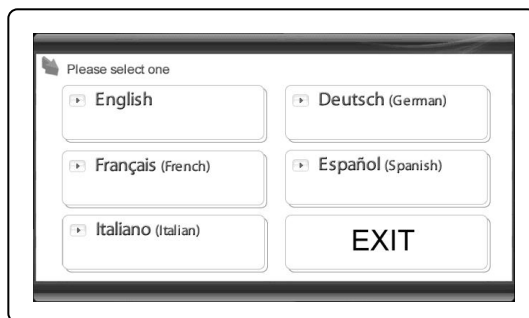 Please select one
English
Deutsch (German)
Français (French)
Español (Spanish)
Italiano (Italian)
EXIT